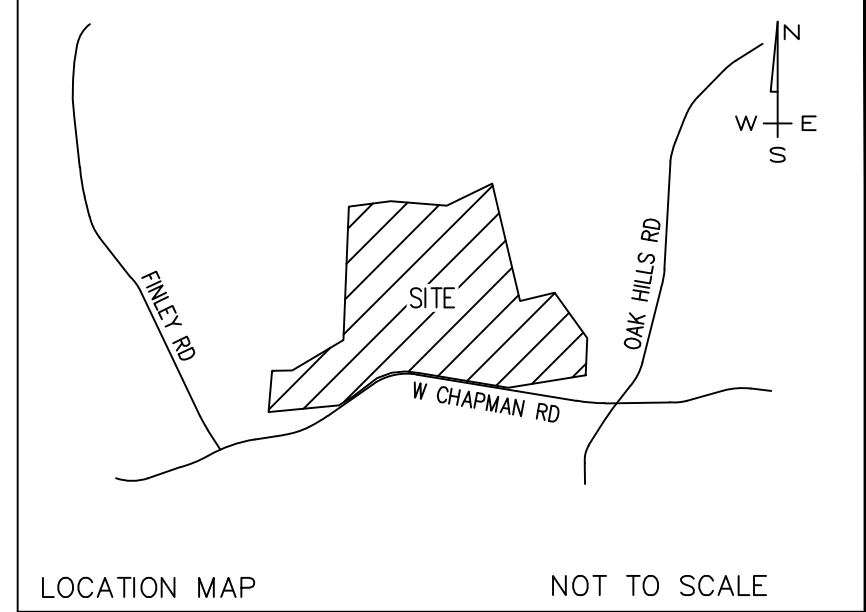 N
W E
S
FINLEY RD
OAK HILLS RD
SITE
W CHAPMAN RD
LOCATION MAP
NOT TO SCALE